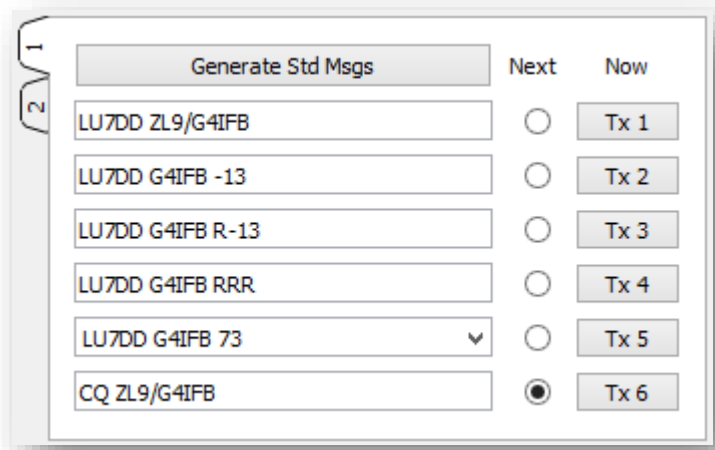 1
2
Generate Std Msgs Next Now
LU7DD ZL9/G4IFB Tx 1
LU7DD G4IFB -13 Tx 2
LU7DD G4IFB R-13 Tx 3
LU7DD G4IFB RRR Tx 4
LU7DD G4IFB 73 Tx 5
CQ ZL9/G4IFB Tx 6